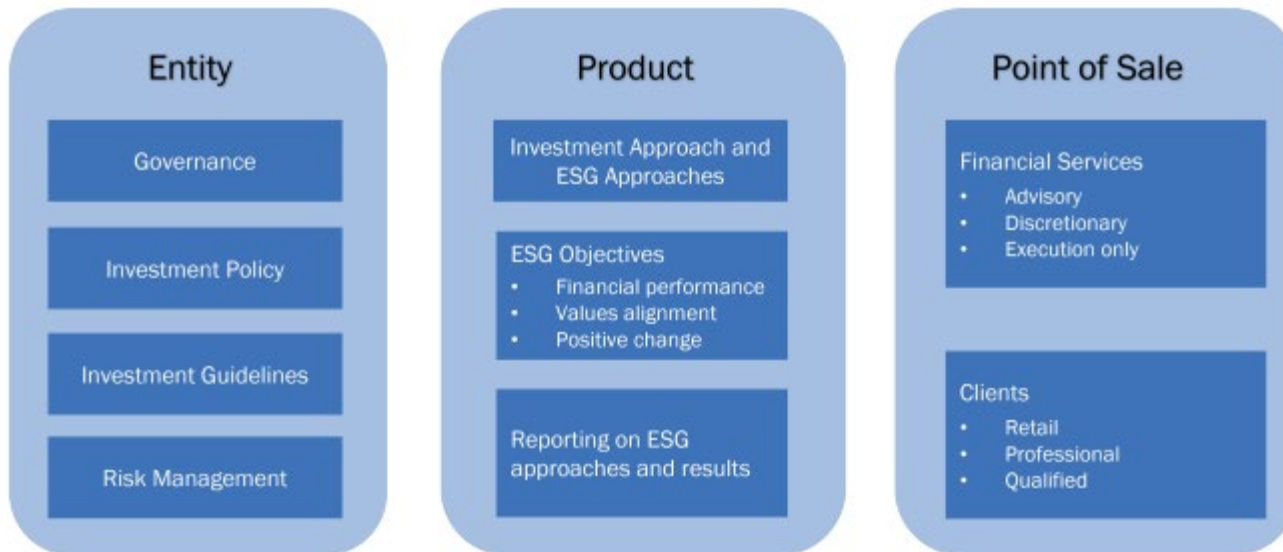 Entity
Governance
Investment Policy
Investment Guidelines
Risk Management
Product
Investment Approach and
ESG Approaches
ESG Objectives
• Financial performance
• Values alignment
• Positive change
Reporting on ESG
approaches and results
Point of Sale
Financial Services
• Advisory
• Discretionary
• Execution only
Clients
• Retail
• Professional
• Qualified